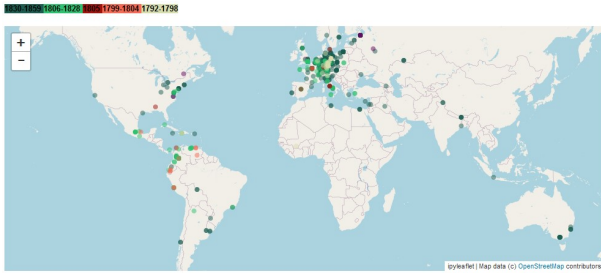 1830-1859 1806-1828 1805 1799-1804 1792-1798
+
−
ipyleaflet | Map data (c) OpenStreetMap contributors